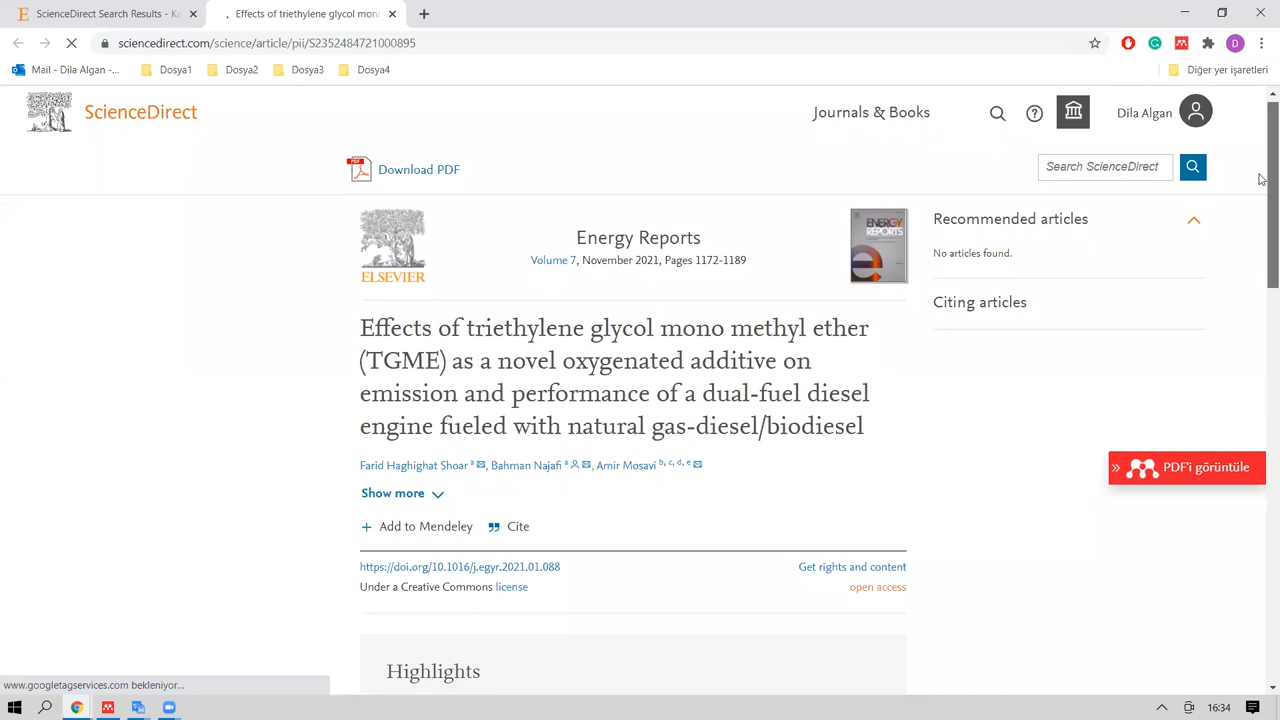 ScienceDirect Search Results - Ke
Effects of triethylene glycol mono
sciencedirect.com/science/article/pii/S2352484721000895
Mail - Dila Algan -...
Dosya1
Dosya2
Dosya3
Dosya4
Diğer yer işaretleri
ScienceDirect
Journals & Books
Dila Algan
PDF
Download PDF
Search ScienceDirect
ELSEVIER
Energy Reports
Volume 7, November 2021, Pages 1172-1189
ENERGY
REPORTS
Recommended articles
No articles found.
Citing articles
Effects of triethylene glycol mono methyl ether
(TGME) as a novel oxygenated additive on
emission and performance of a dual-fuel diesel
engine fueled with natural gas-diesel/biodiesel
Farid Haghighat Shoar a, Bahman Najafi a, Amir Mosavi b, c, d, e
Show more
+ Add to Mendeley
Cite
https://doi.org/10.1016/j.egyr.2021.01.088
Get rights and content
Under a Creative Commons license
open access
PDF'i görüntüle
Highlights
www.googletagservices.com bekleniyor...
16:34